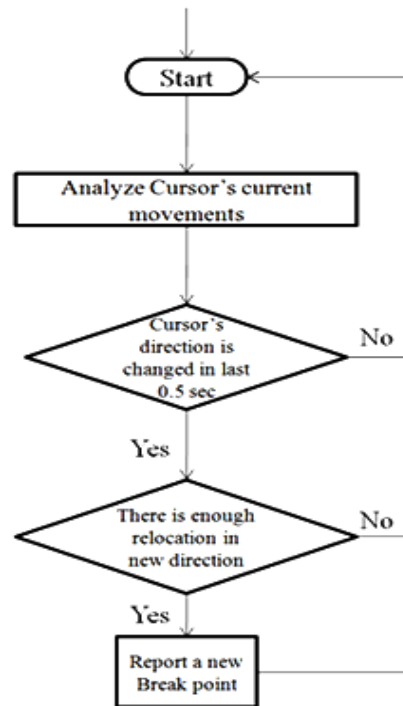 Start
Analyze Cursor's current
movements
Cursor's
direction is
changed in last
0.5 sec
No
Yes
There is enough
relocation in
new direction
No
Yes
Report a new
Break point